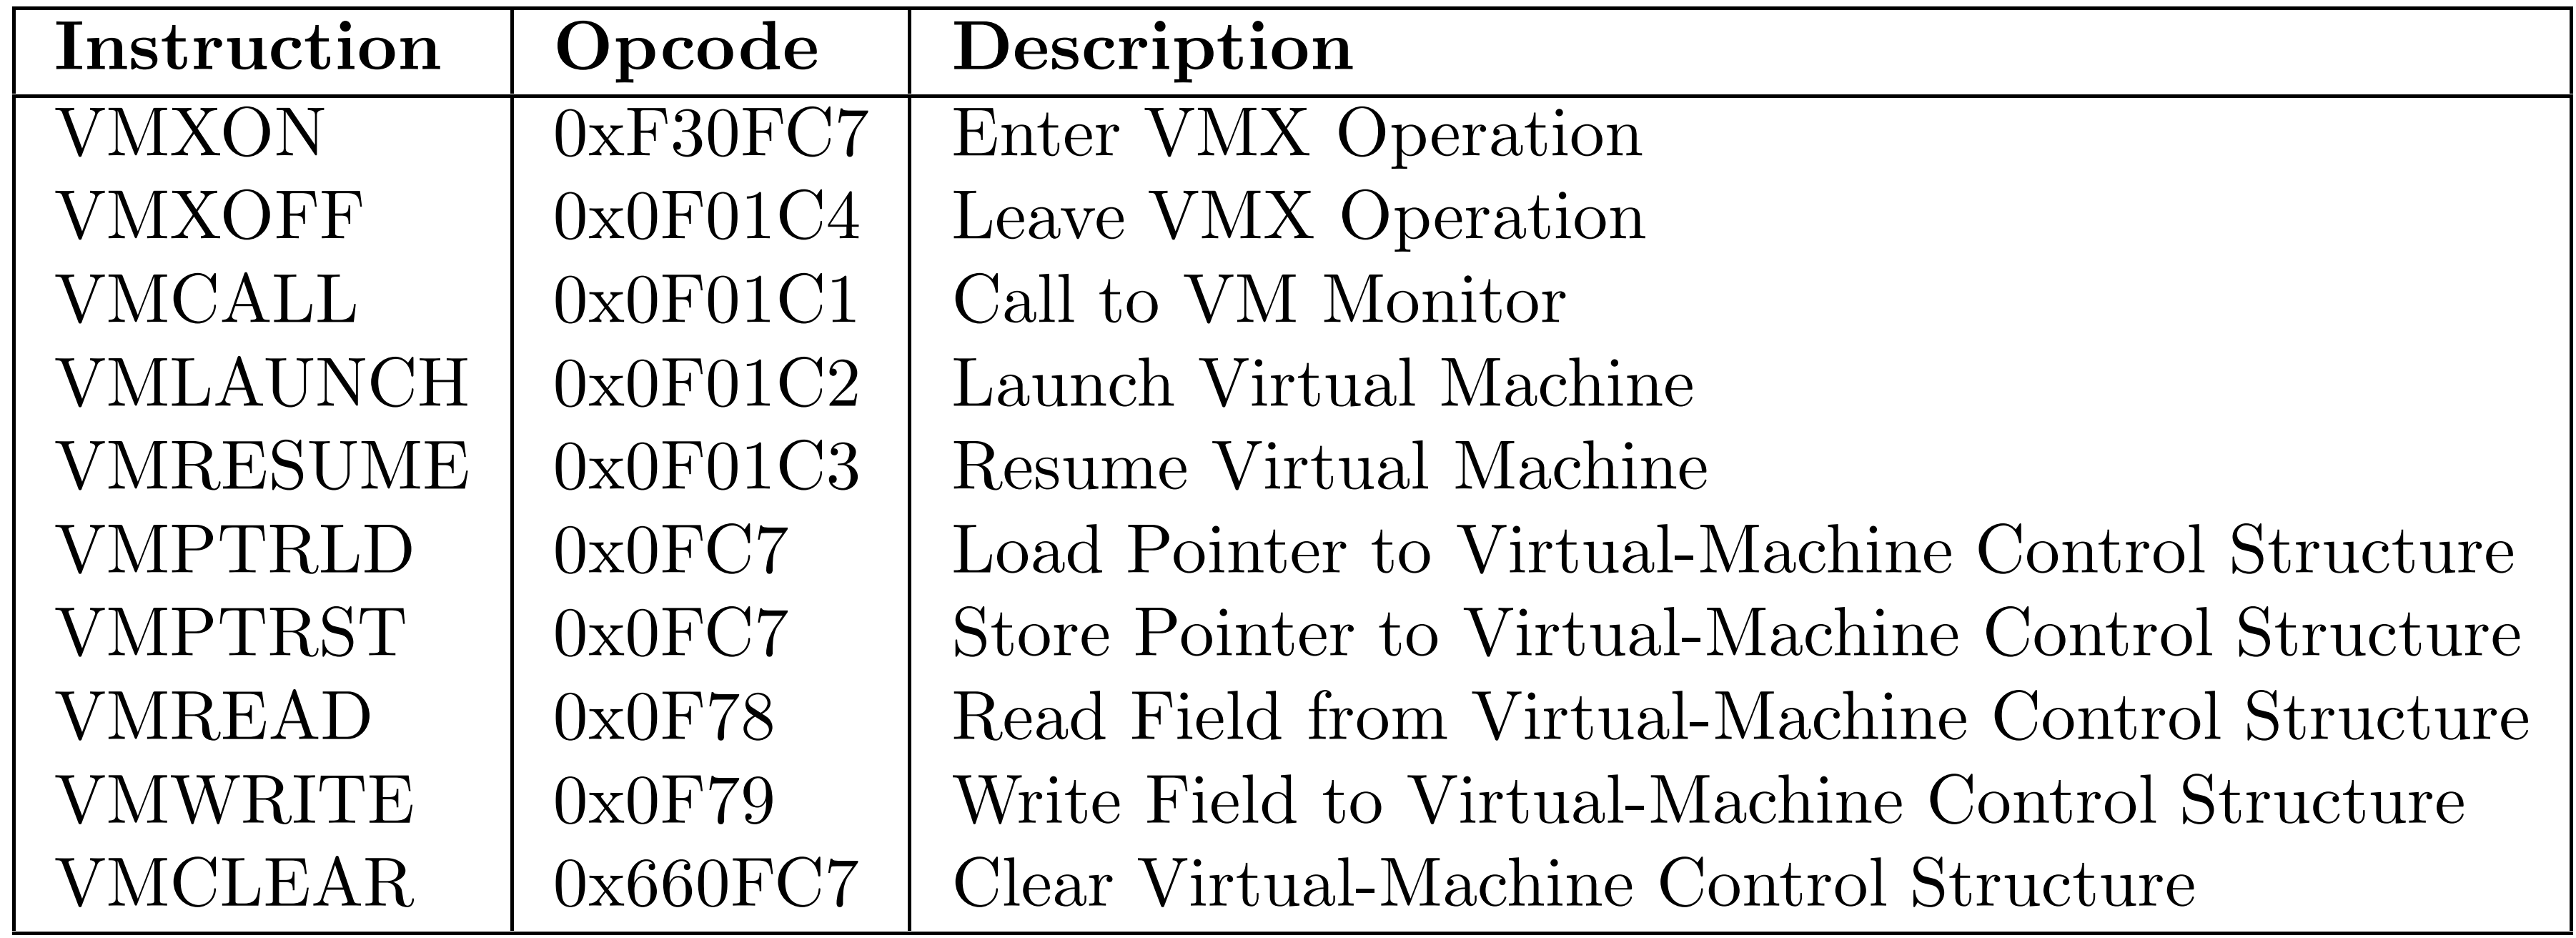 Instruction Opcode Description
VMXON 0xF30FC7 Enter VMX Operation
VMXOFF 0x0F01C4 Leave VMX Operation
VMCALL 0x0F01C1 Call to VM Monitor
VMLAUNCH 0x0F01C2 Launch Virtual Machine
VMRESUME 0x0F01C3 Resume Virtual Machine
VMPTRLD 0x0FC7 Load Pointer to Virtual-Machine Control Structure
VMPTRST 0x0FC7 Store Pointer to Virtual-Machine Control Structure
VMREAD 0x0F78 Read Field from Virtual-Machine Control Structure
VMWRITE 0x0F79 Write Field to Virtual-Machine Control Structure
VMCLEAR 0x660FC7 Clear Virtual-Machine Control Structure